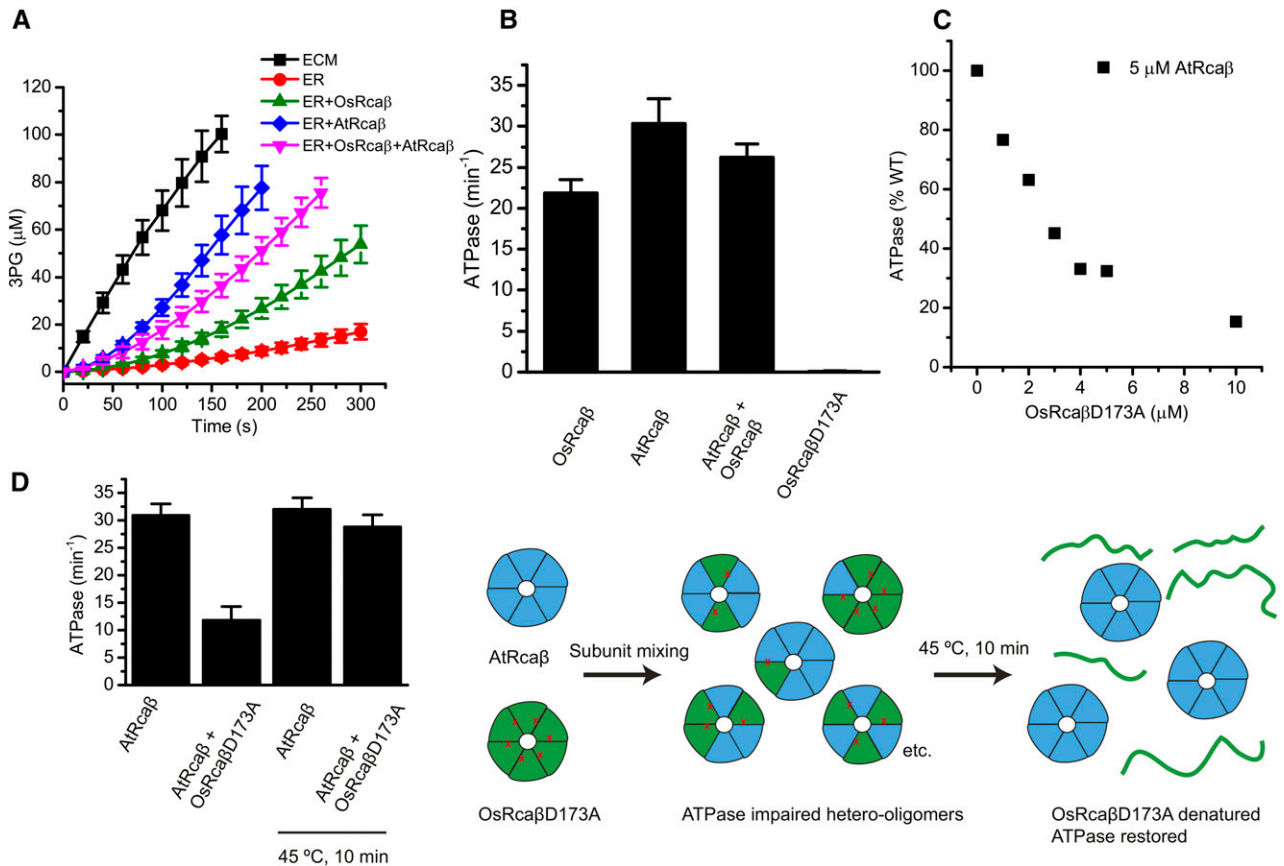 A
ECM
ER
ER+OsRcaβ
ER+AtRcaβ
ER+OsRcaβ+AtRcaβ
120
100
80
60
40
20
0
3PG (μM)
0 50 100 150 200 250 300
Time (s)
B
35
30
25
20
15
10
5
0
ATPase (min⁻¹)
OsRcaβ
AtRcaβ
AtRcaβ +
OsRcaβ
OsRcaβD173A
C
5 μM AtRcaβ
100
80
60
40
20
0
ATPase (% WT)
0 2 4 6 8 10
OsRcaβD173A (μM)
D
35
30
25
20
15
10
5
0
ATPase (min⁻¹)
AtRcaβ
AtRcaβ +
OsRcaβD173A
AtRcaβ
AtRcaβ +
OsRcaβD173A
45 ºC, 10 min
AtRcaβ
Subunit mixing
45 ºC, 10 min
x x x x x x
x x
x x x x x
x
x x x
x x x
etc.
OsRcaβD173A
ATPase impaired hetero-oligomers
OsRcaβD173A denatured
ATPase restored